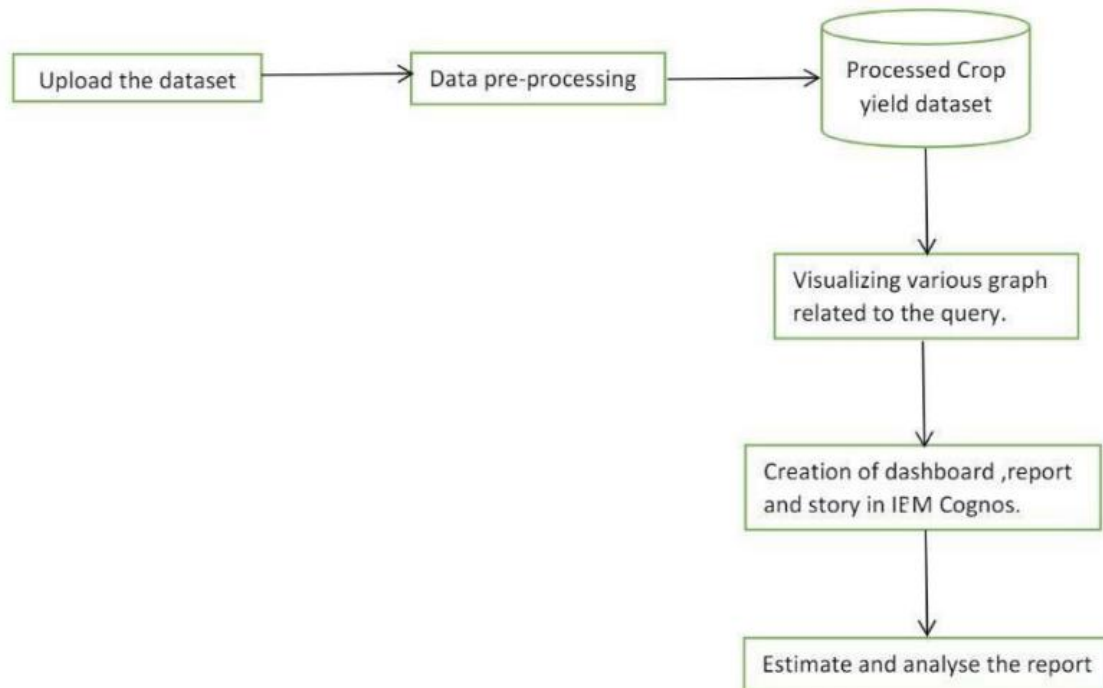 Upload the dataset
Data pre-processing
Processed Crop
yield dataset
Visualizing various graph
related to the query.
Creation of dashboard ,report
and story in IBM Cognos.
Estimate and analyse the report